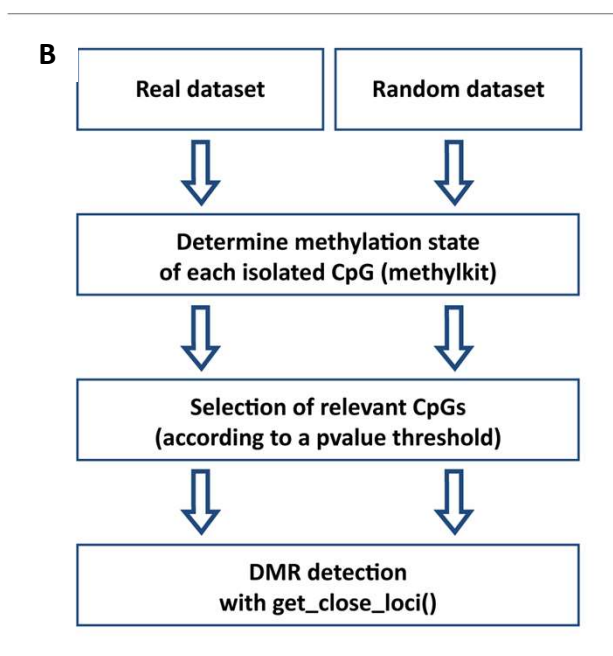 B
Real dataset
Random dataset
Determine methylation state
of each isolated CpG (methylkit)
Selection of relevant CpGs
(according to a pvalue threshold)
DMR detection
with get_close_loci()